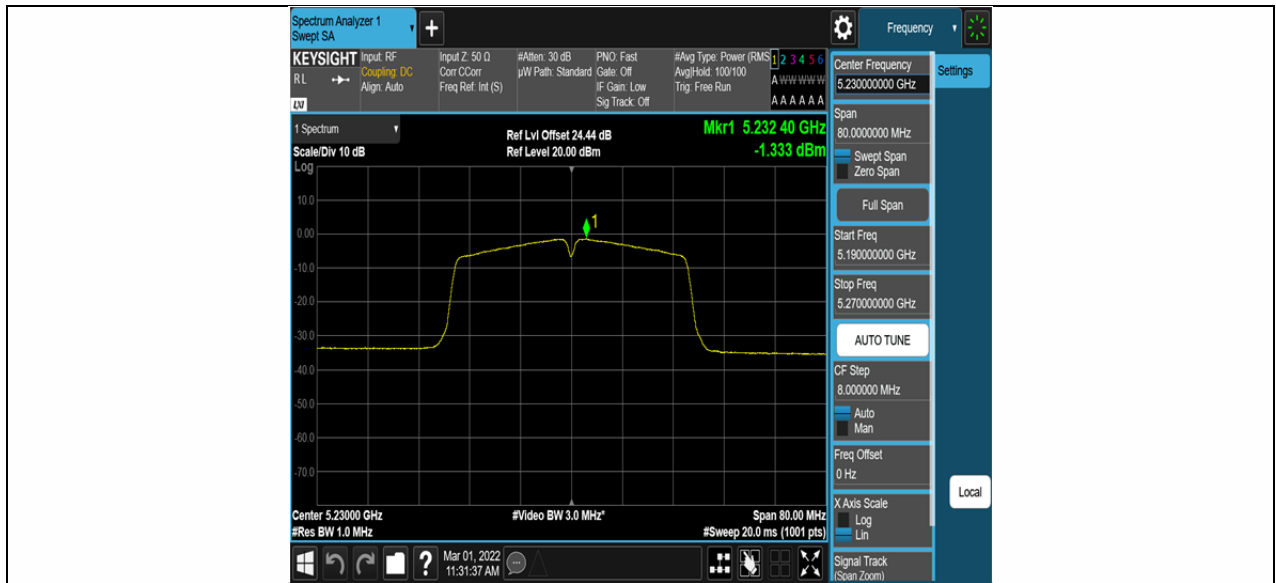 Spectrum Analyzer 1
Swept SA
+
Frequency
KEYSIGHT
RL
LXI
Input: RF
Coupling: DC
Align: Auto
Input Z: 50 Ω
Corr CCorr
Freq Ref: Int (S)
#Atten: 30 dB
µW Path: Standard
PNO: Fast
Gate: Off
IF Gain: Low
Sig Track: Off
#Avg Type: Power (RMS
Avg|Hold: 100/100
Trig: Free Run
1 2 3 4 5 6
A W W W W W
A A A A A A
1 Spectrum
Scale/Div 10 dB
Log
Ref Lvl Offset 24.44 dB
Ref Level 20.00 dBm
Mkr1 5.232 40 GHz
-1.333 dBm
1
10.0
0.00
-10.0
-20.0
-30.0
-40.0
-50.0
-60.0
-70.0
Center 5.23000 GHz
#Res BW 1.0 MHz
#Video BW 3.0 MHz*
Span 80.00 MHz
#Sweep 20.0 ms (1001 pts)
?
Mar 01, 2022
11:31:37 AM
Center Frequency
5.230000000 GHz
Span
80.0000000 MHz
Swept Span
Zero Span
Full Span
Start Freq
5.190000000 GHz
Stop Freq
5.270000000 GHz
AUTO TUNE
CF Step
8.000000 MHz
Auto
Man
Freq Offset
0 Hz
X Axis Scale
Log
Lin
Signal Track
(Span Zoom)
Settings
Local